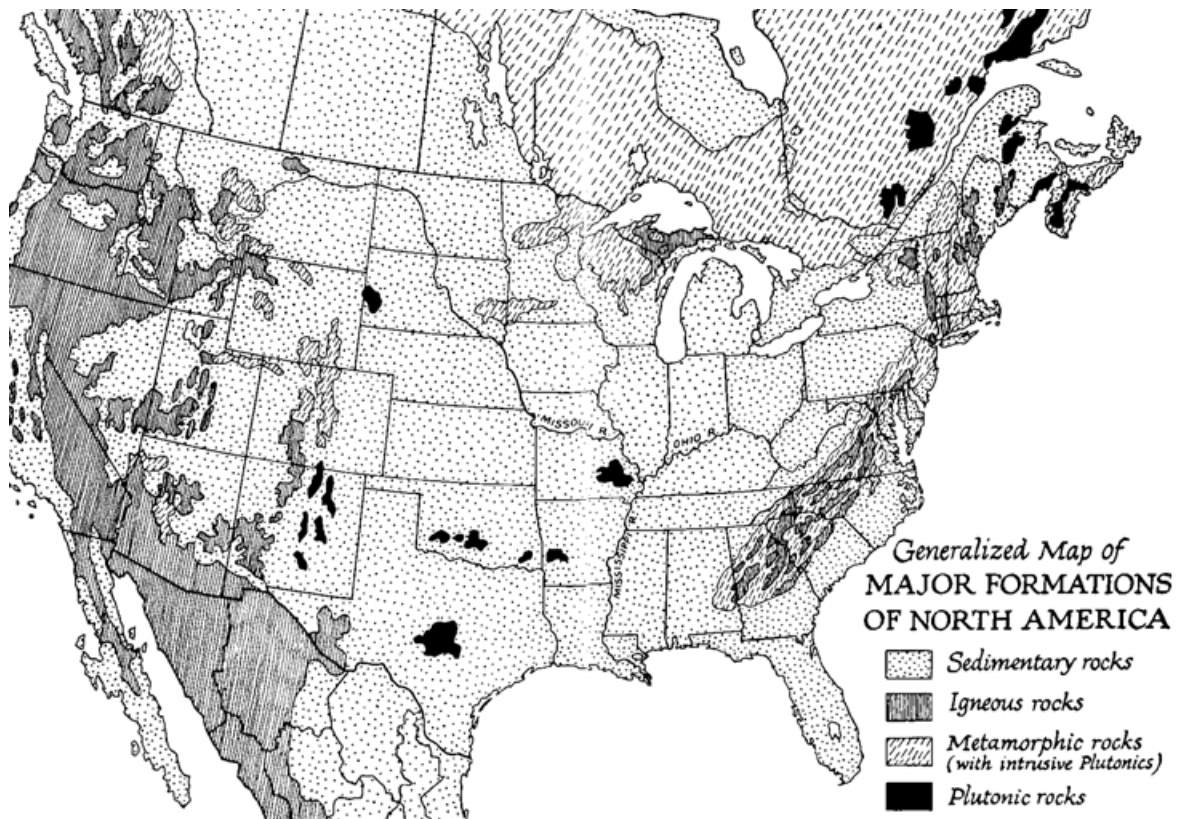 MISSOURI R.
OHIO R.
MISSISSIPPI R.
Generalized Map of
MAJOR FORMATIONS
OF NORTH AMERICA
Sedimentary rocks
Igneous rocks
Metamorphic rocks
(with intrusive Plutonics)
Plutonic rocks